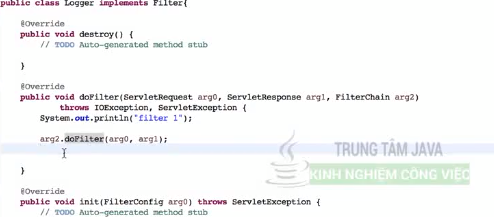 public class Logger implements Filter{
@Override
public void destroy() {
// TODO Auto-generated method stub
}
@Override
public void doFilter(ServletRequest arg0, ServletResponse arg1, FilterChain arg2)
throws IOException, ServletException {
System.out.println("filter 1");
arg2.doFilter(arg0, arg1);
TRUNG TÂM JAVA
KINH NGHIỆM CÔNG VIỆC
}
@Override
public void init(FilterConfig arg0) throws ServletException {
// TODO Auto-generated method stub